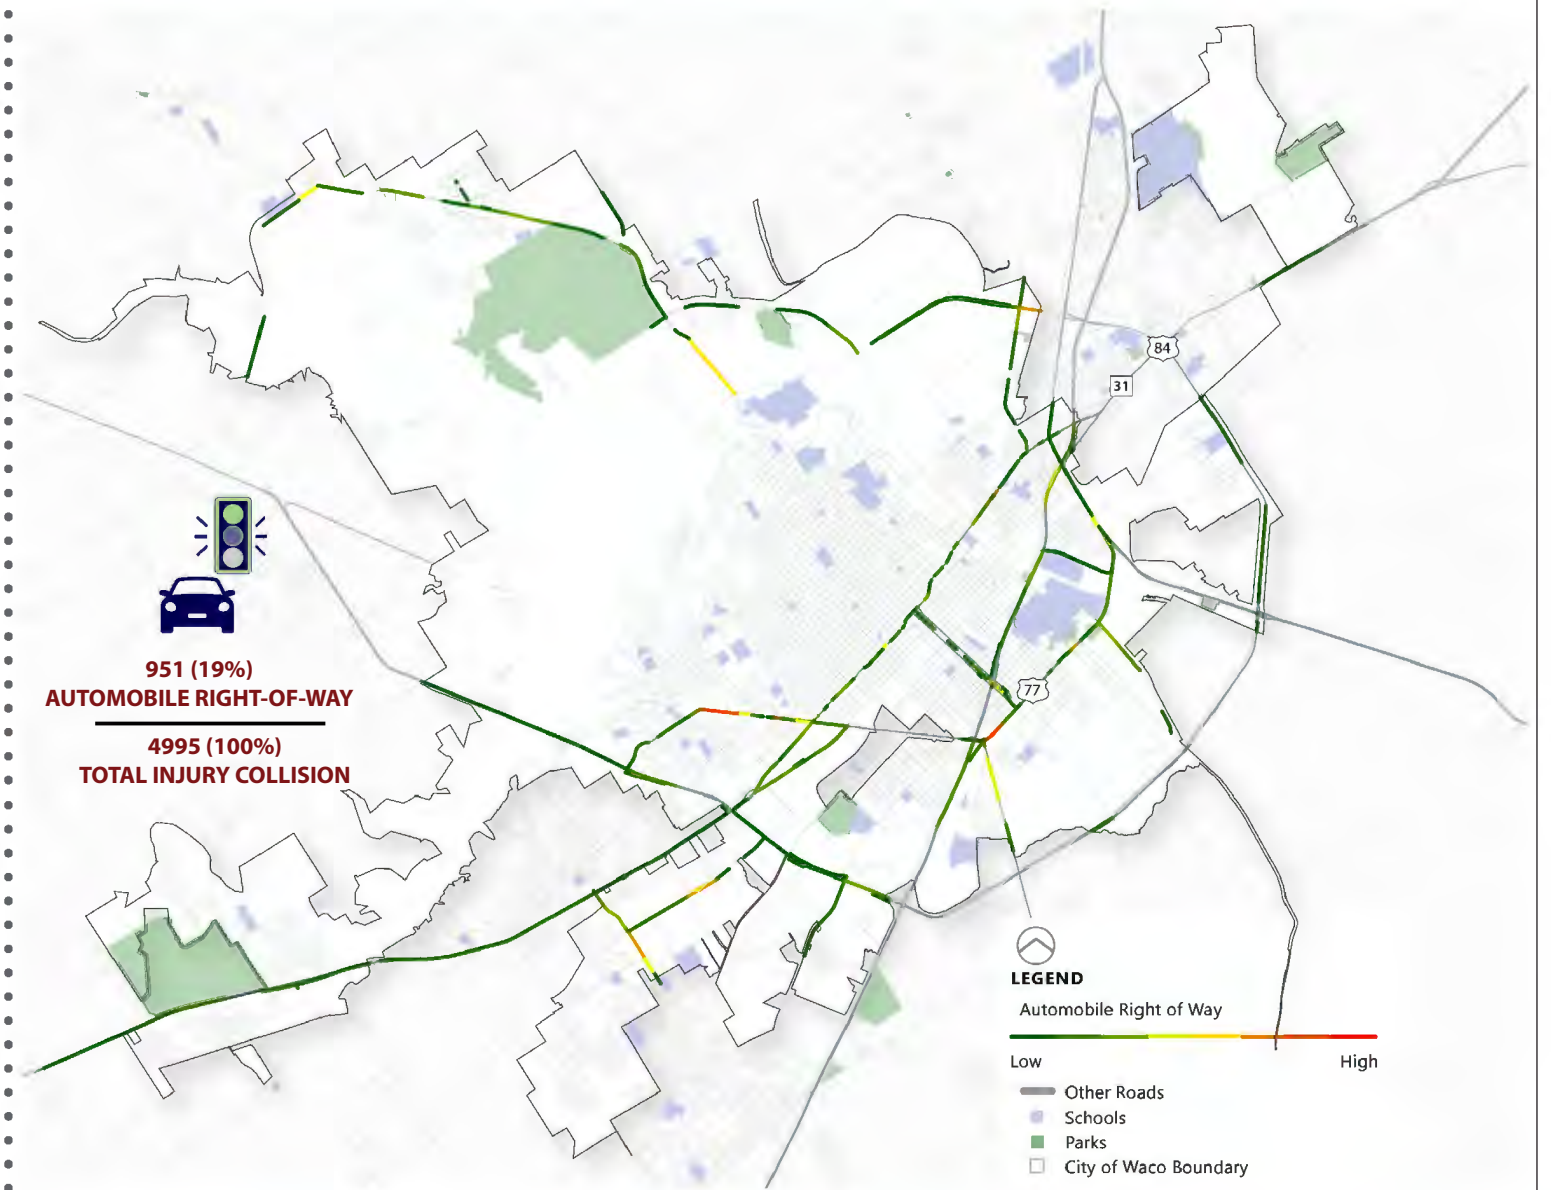 84
31
77
951 (19%)
AUTOMOBILE RIGHT-OF-WAY
4995 (100%)
TOTAL INJURY COLLISION
LEGEND
Automobile Right of Way
Low High
Other Roads
Schools
Parks
City of Waco Boundary